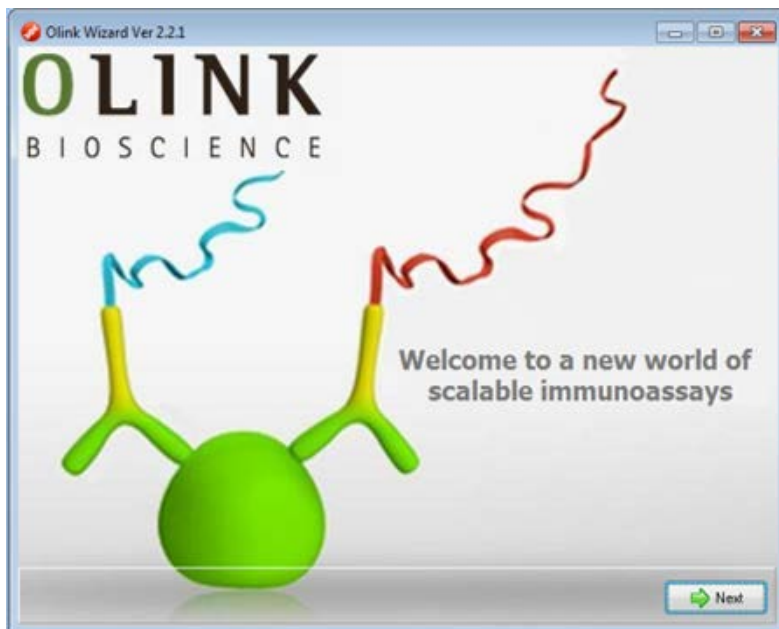 Olink Wizard Ver 2.2.1
OLINK
BIOSCIENCE
Welcome to a new world of
scalable immunoassays
Next